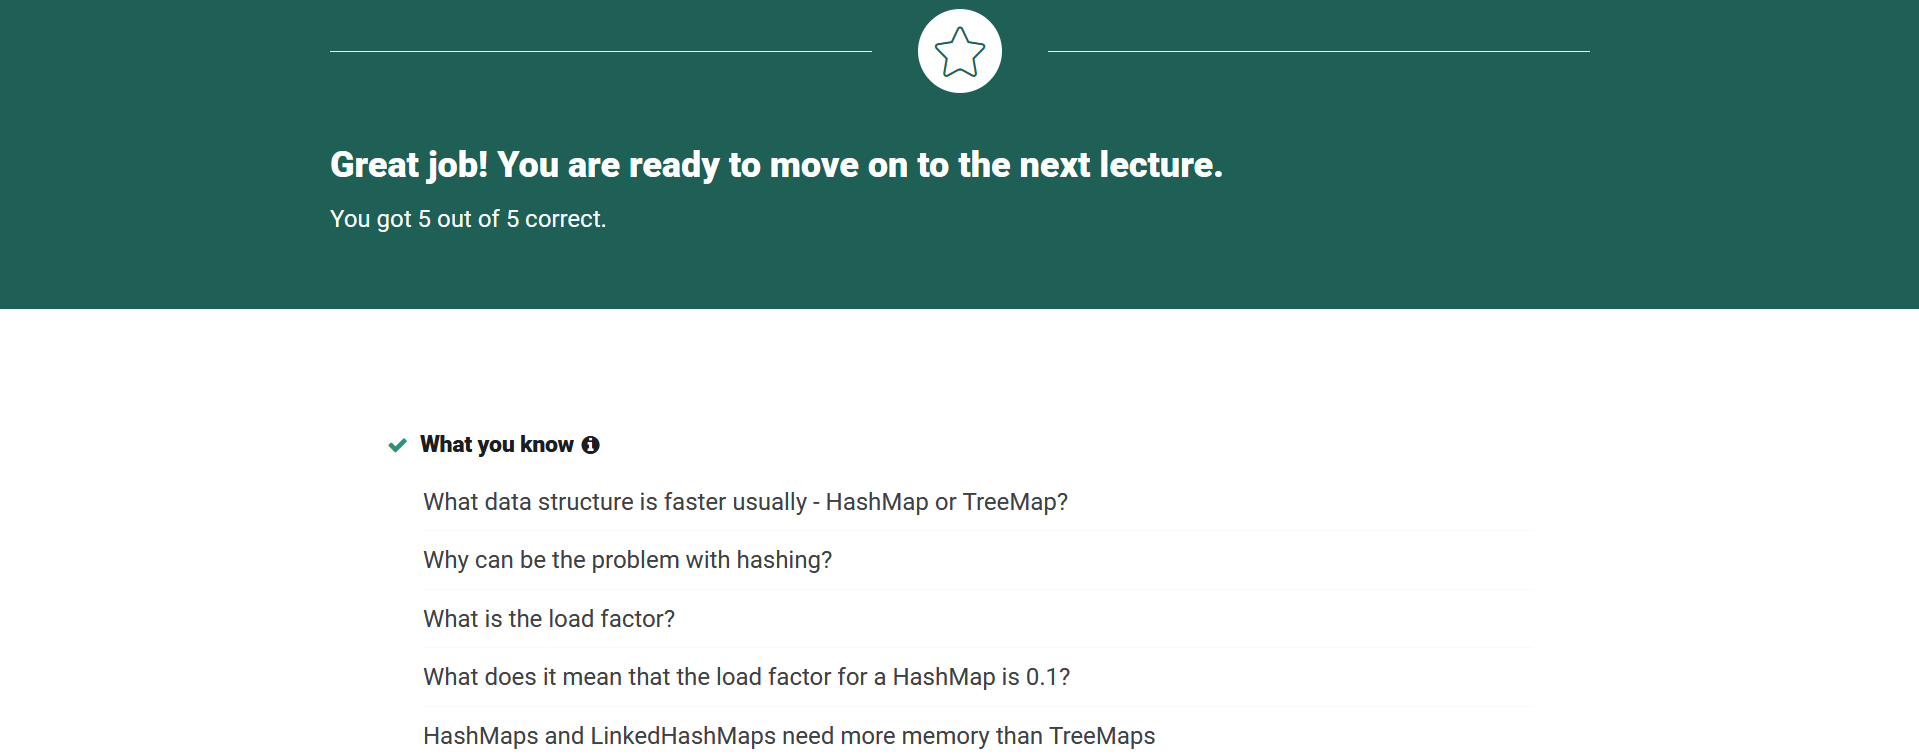 Great job! You are ready to move on to the next lecture.
You got 5 out of 5 correct.
What you know
What data structure is faster usually - HashMap or TreeMap?
Why can be the problem with hashing?
What is the load factor?
What does it mean that the load factor for a HashMap is 0.1?
HashMaps and LinkedHashMaps need more memory than TreeMaps